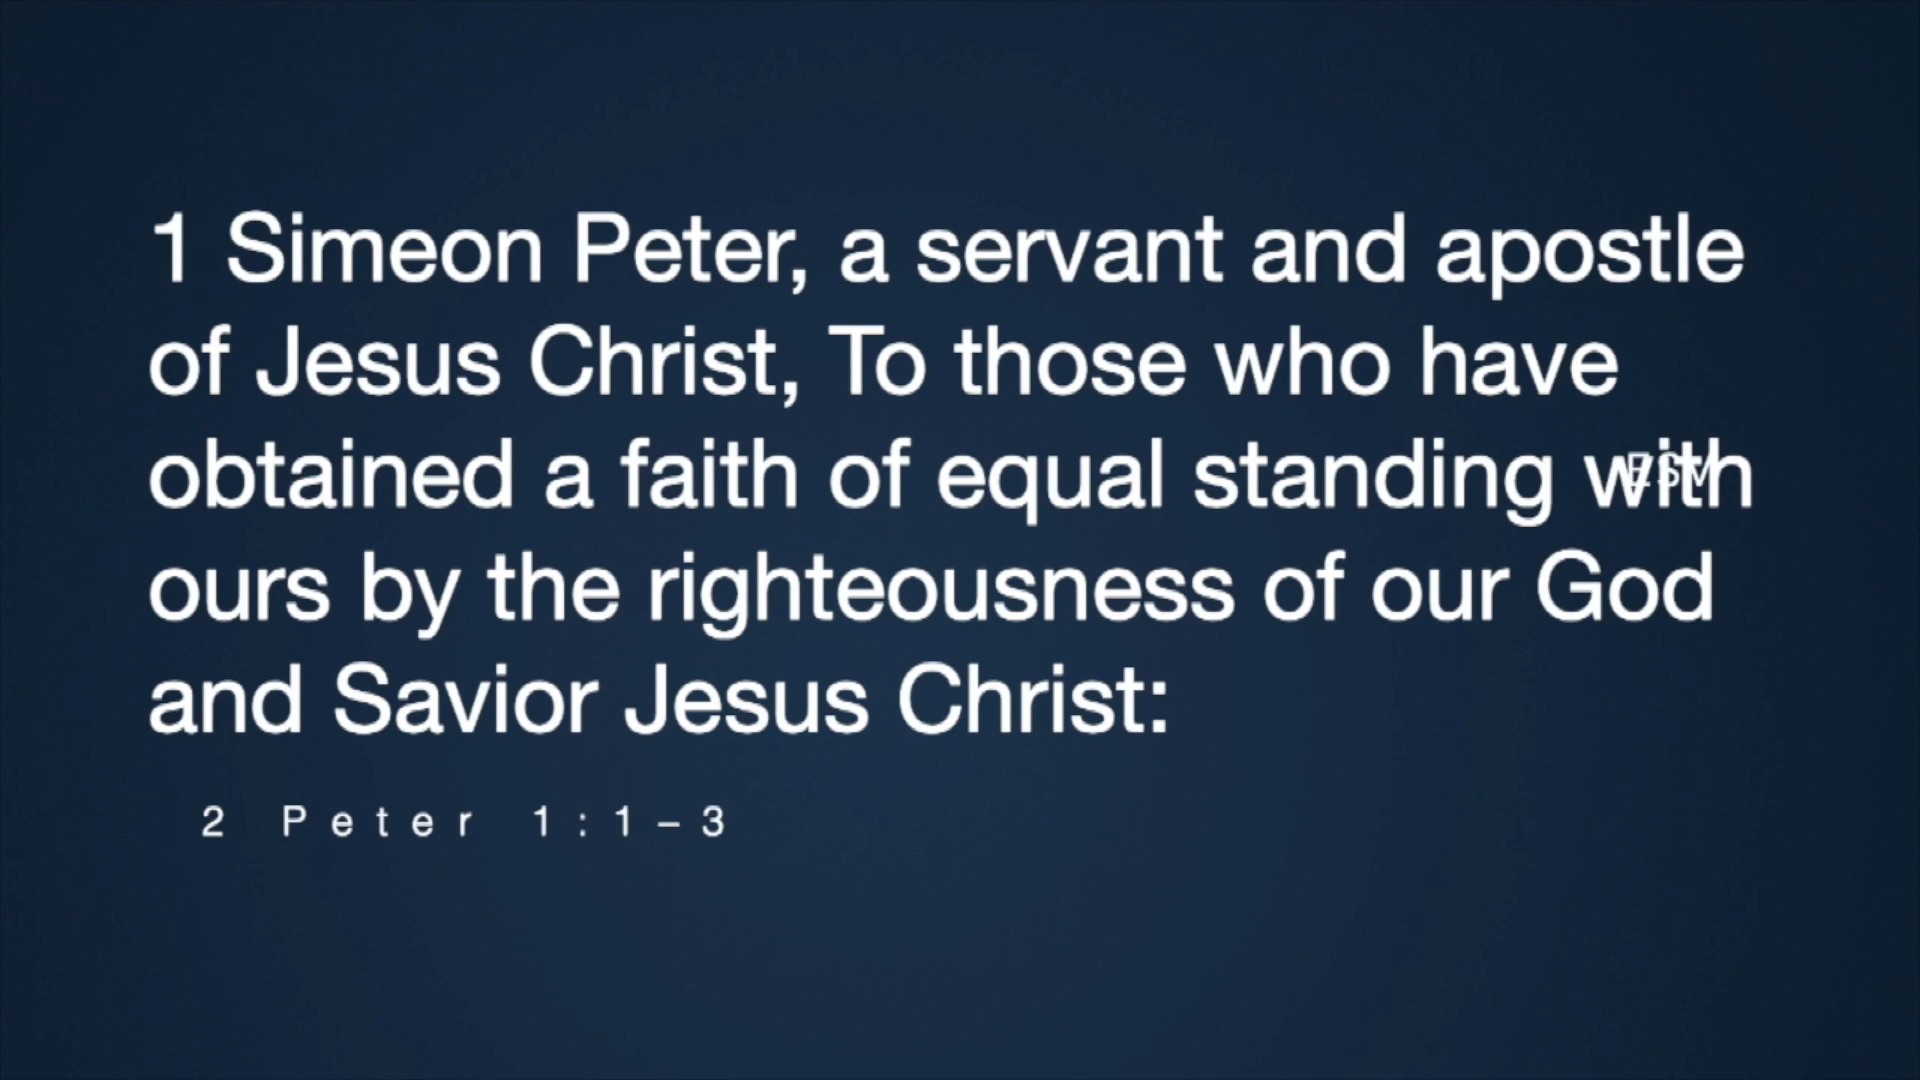 1 Simeon Peter, a servant and apostle
of Jesus Christ, To those who have
obtained a faith of equal standing with
ESV
ours by the righteousness of our God
and Savior Jesus Christ:
2 Peter 1:1–3